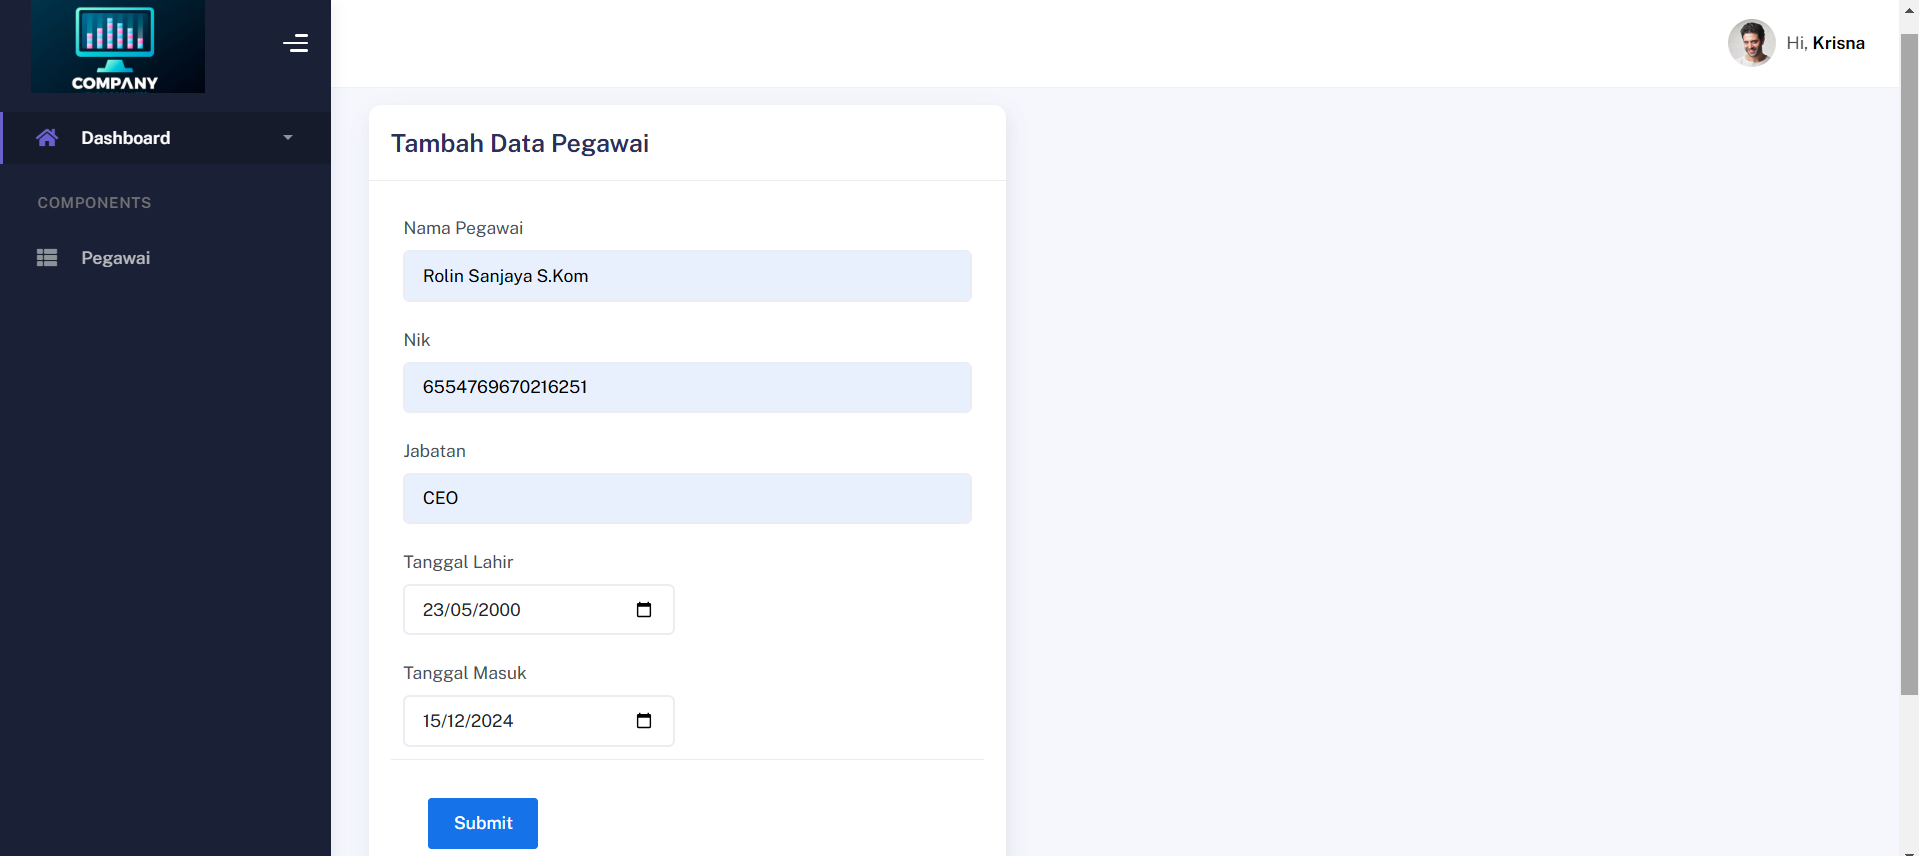 COMPANY
Hi, Krisna
Dashboard
COMPONENTS
Pegawai
Tambah Data Pegawai
Nama Pegawai
Rolin Sanjaya S.Kom
Nik
6554769670216251
Jabatan
CEO
Tanggal Lahir
23/05/2000
Tanggal Masuk
15/12/2024
Submit